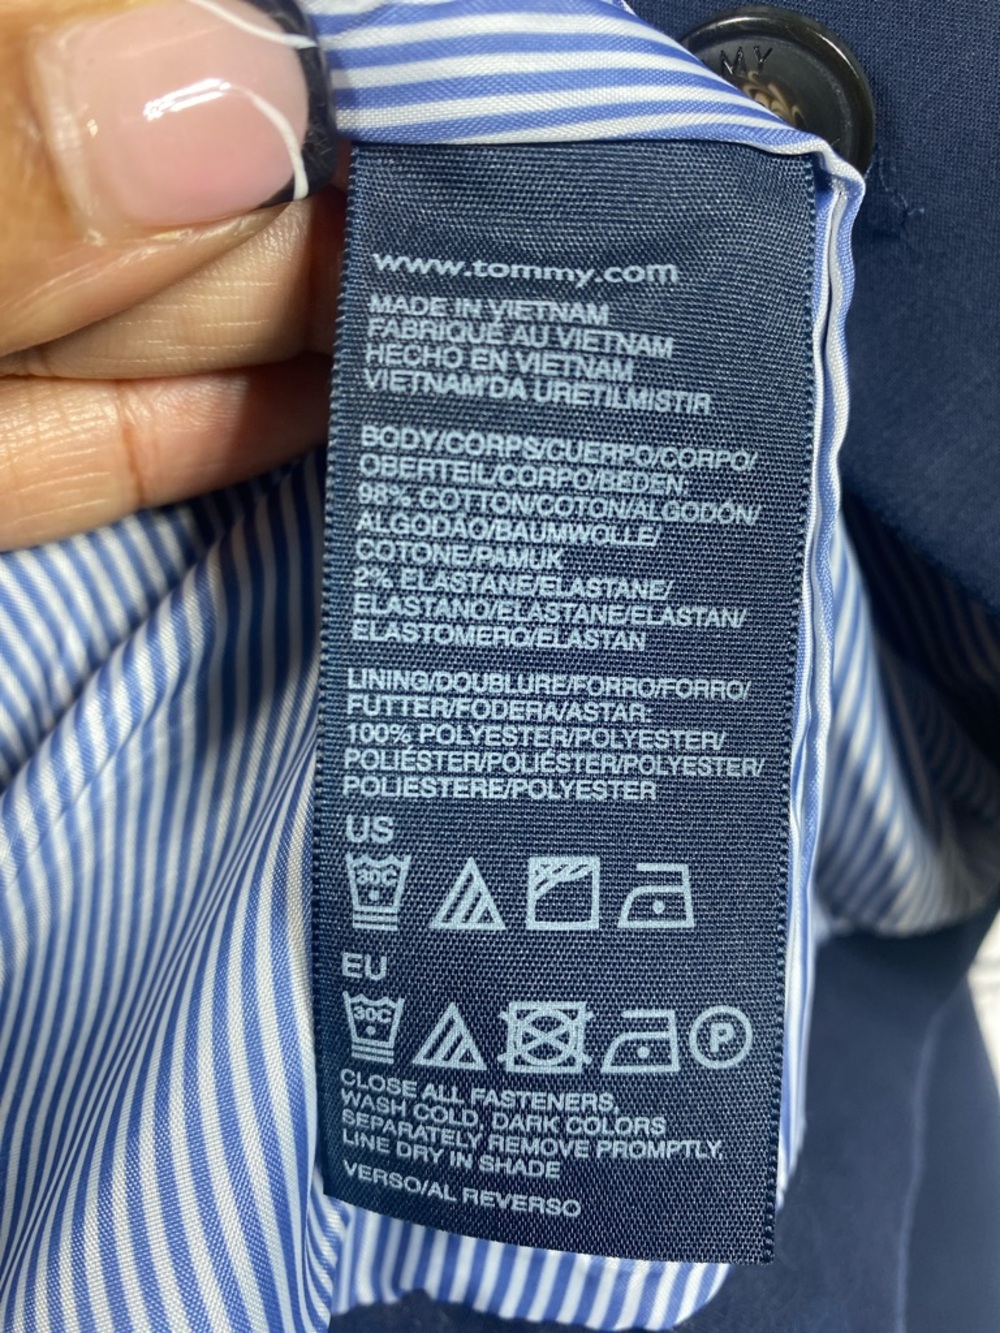 MY
www.tommy.com
MADE IN VIETNAM
FABRIQUÉ AU VIETNAM
HECHO EN VIETNAM
VIETNAM'DA URETILMISTIR
BODY/CORPS/CUERPO/CORPO/
OBERTEIL/CORPO/BEDEN:
98% COTTON/COTON/ALGODÓN/
ALGODÃO/BAUMWOLLE/
COTONE/PAMUK
2% ELASTANE/ELASTANE/
ELASTANO/ELASTANE/ELASTAN/
ELASTOMERO/ELASTAN
LINING/DOUBLURE/FORRO/FORRO/
FUTTER/FODERA/ASTAR:
100% POLYESTER/POLYESTER/
POLIÉSTER/POLIÉSTER/POLYESTER/
POLIESTERE/POLYESTER
US
30C
EU
30C P
CLOSE ALL FASTENERS,
WASH COLD, DARK COLORS
SEPARATELY, REMOVE PROMPTLY,
LINE DRY IN SHADE
VERSO/AL REVERSO